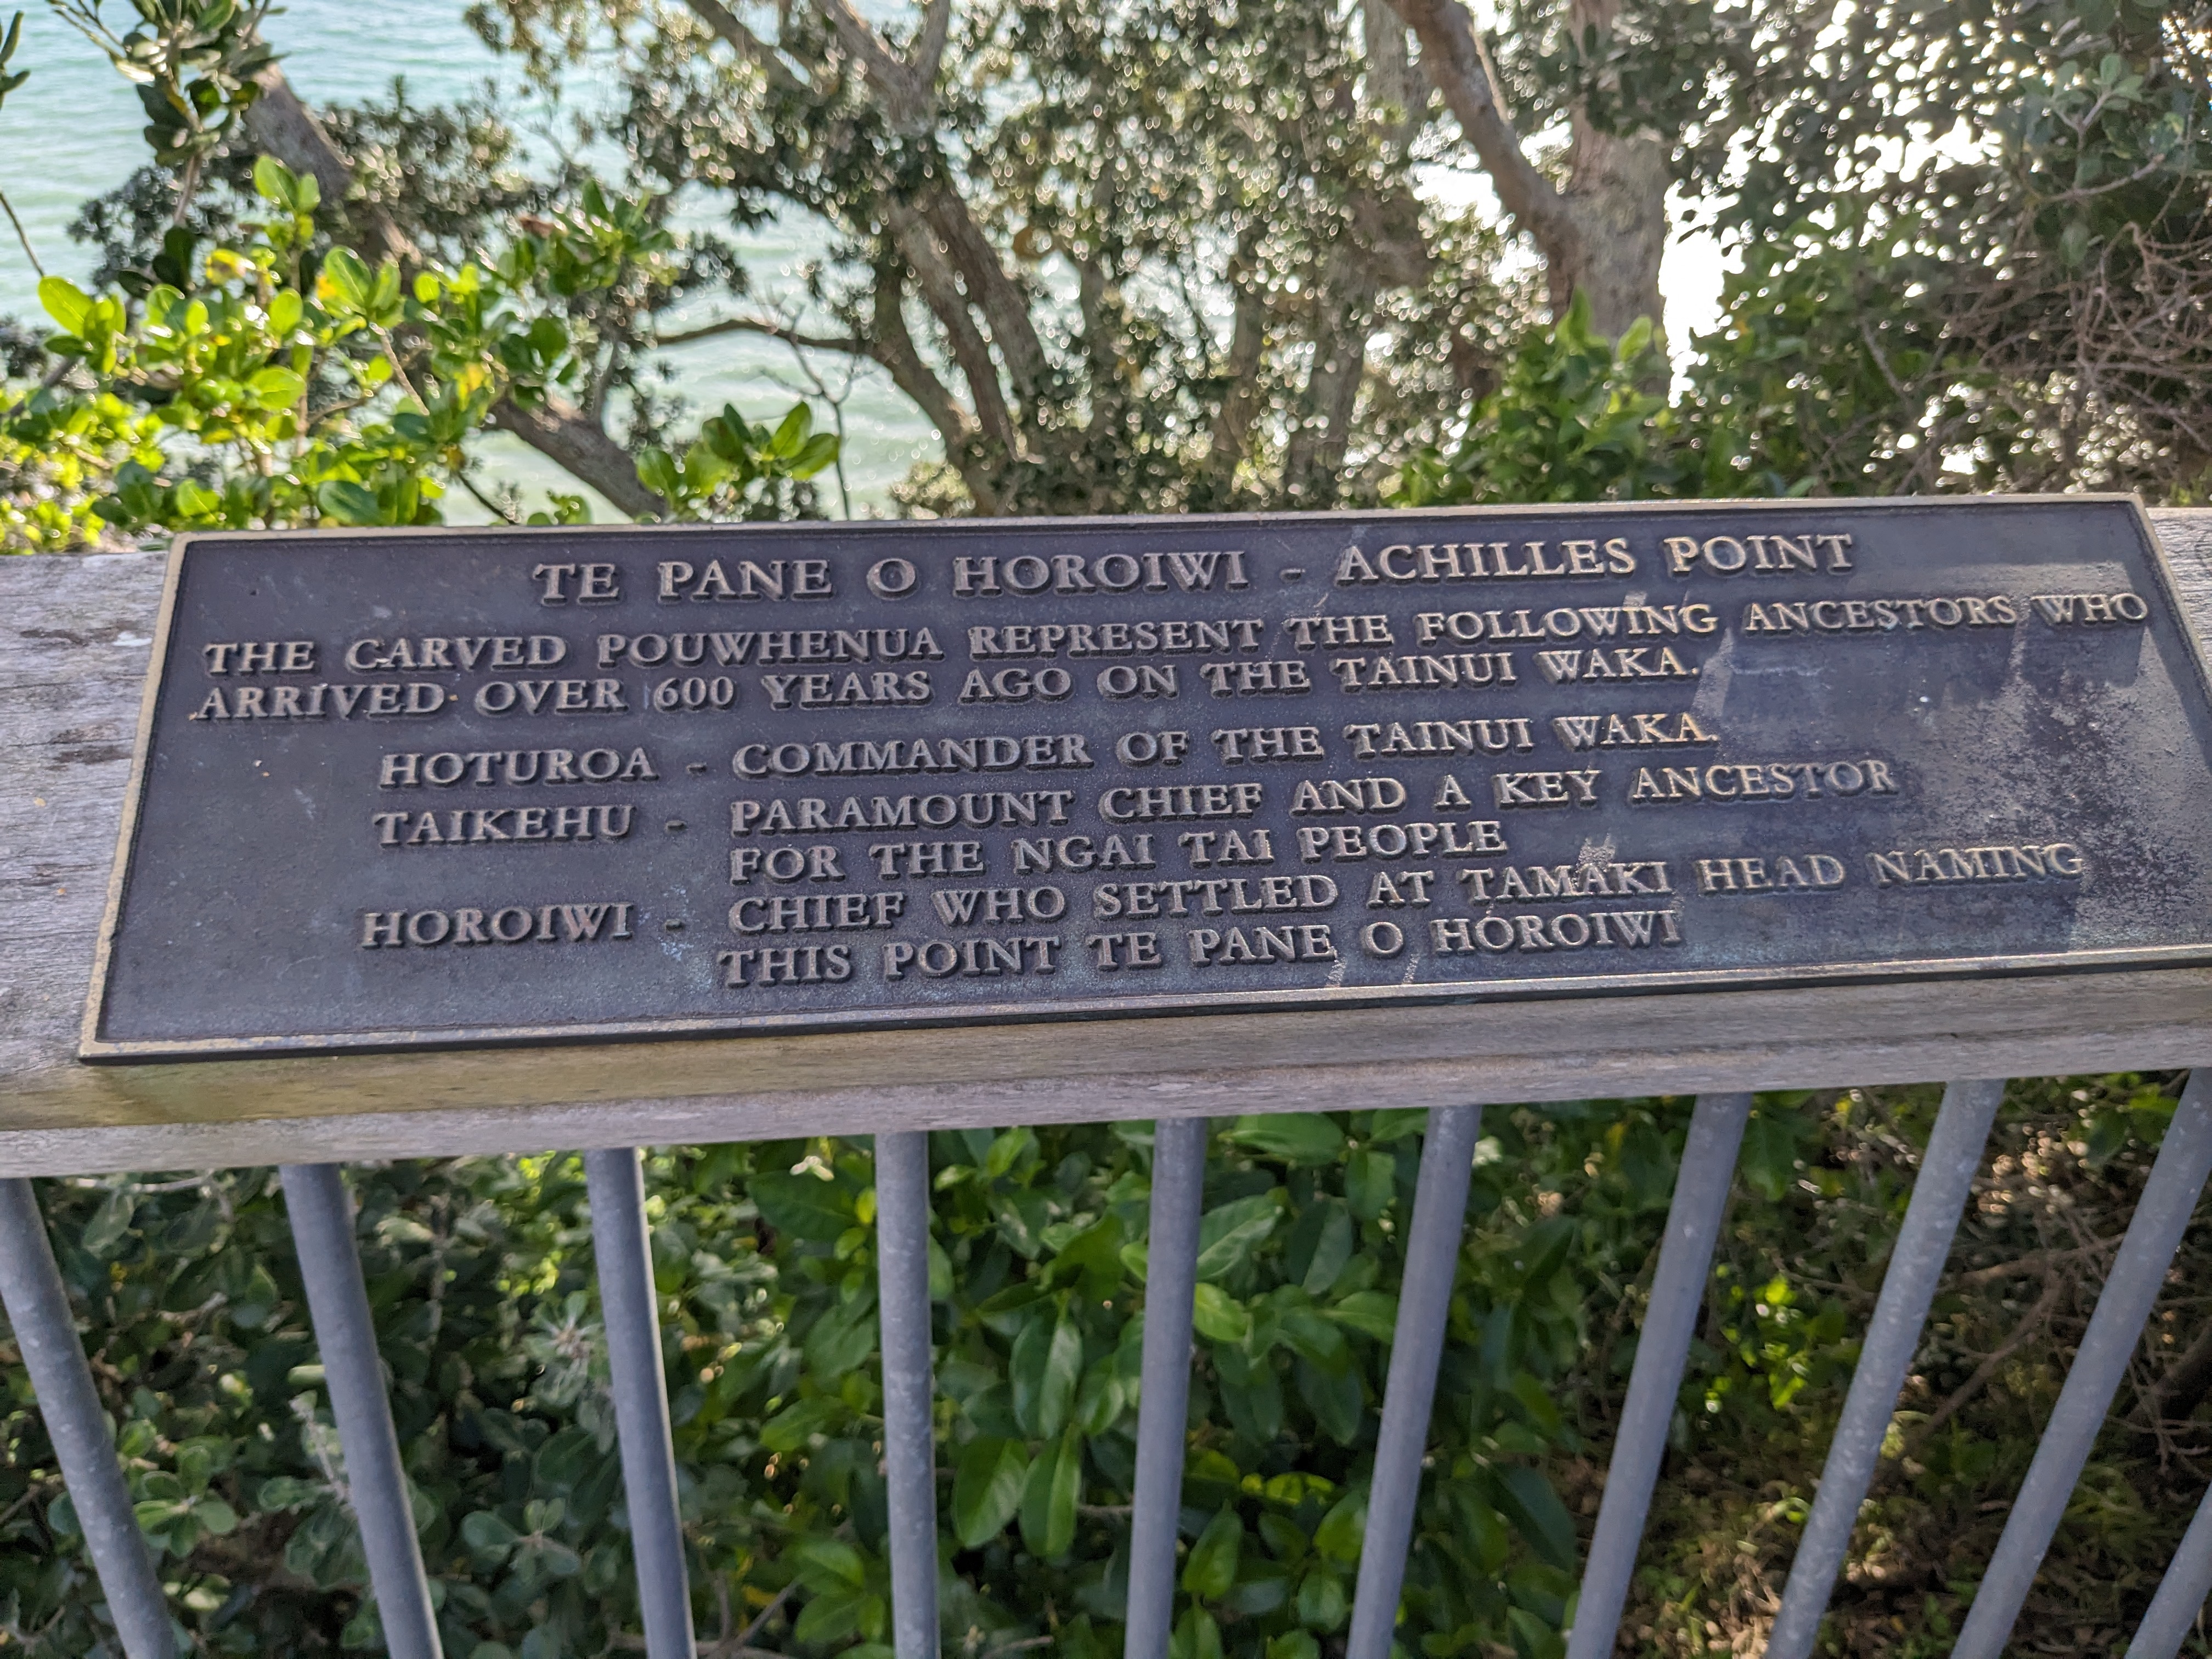 TE PANE O HOROIWI - ACHILLES POINT
THE CARVED POUWHENUA REPRESENT THE FOLLOWING ANCESTORS WHO
ARRIVED OVER 600 YEARS AGO ON THE TAINUI WAKA.
HOTUROA - COMMANDER OF THE TAINUI WAKA.
TAIKEHU - PARAMOUNT CHIEF AND A KEY ANCESTOR
FOR THE NGAI TAI PEOPLE
HOROIWI - CHIEF WHO SETTLED AT TAMAKI HEAD NAMING
THIS POINT TE PANE O HOROIWI